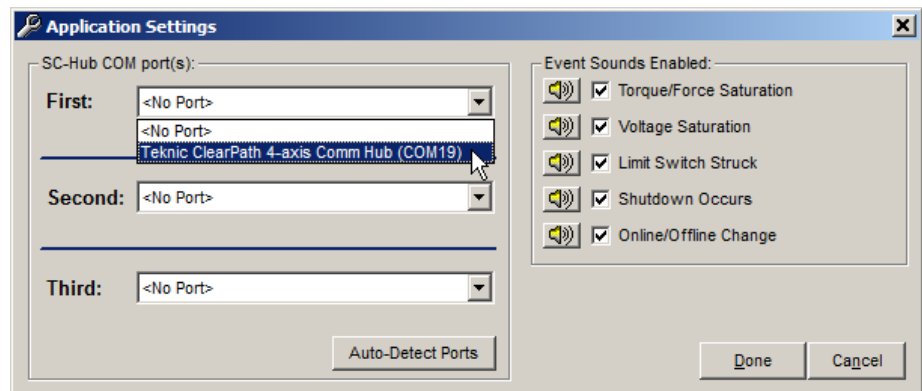 Application Settings
SC-Hub COM port(s):
First:
<No Port>
<No Port>
Teknic ClearPath 4-axis Comm Hub (COM19)
Second:
<No Port>
Third:
<No Port>
Auto-Detect Ports
Event Sounds Enabled:
Torque/Force Saturation
Voltage Saturation
Limit Switch Struck
Shutdown Occurs
Online/Offline Change
Done
Cancel